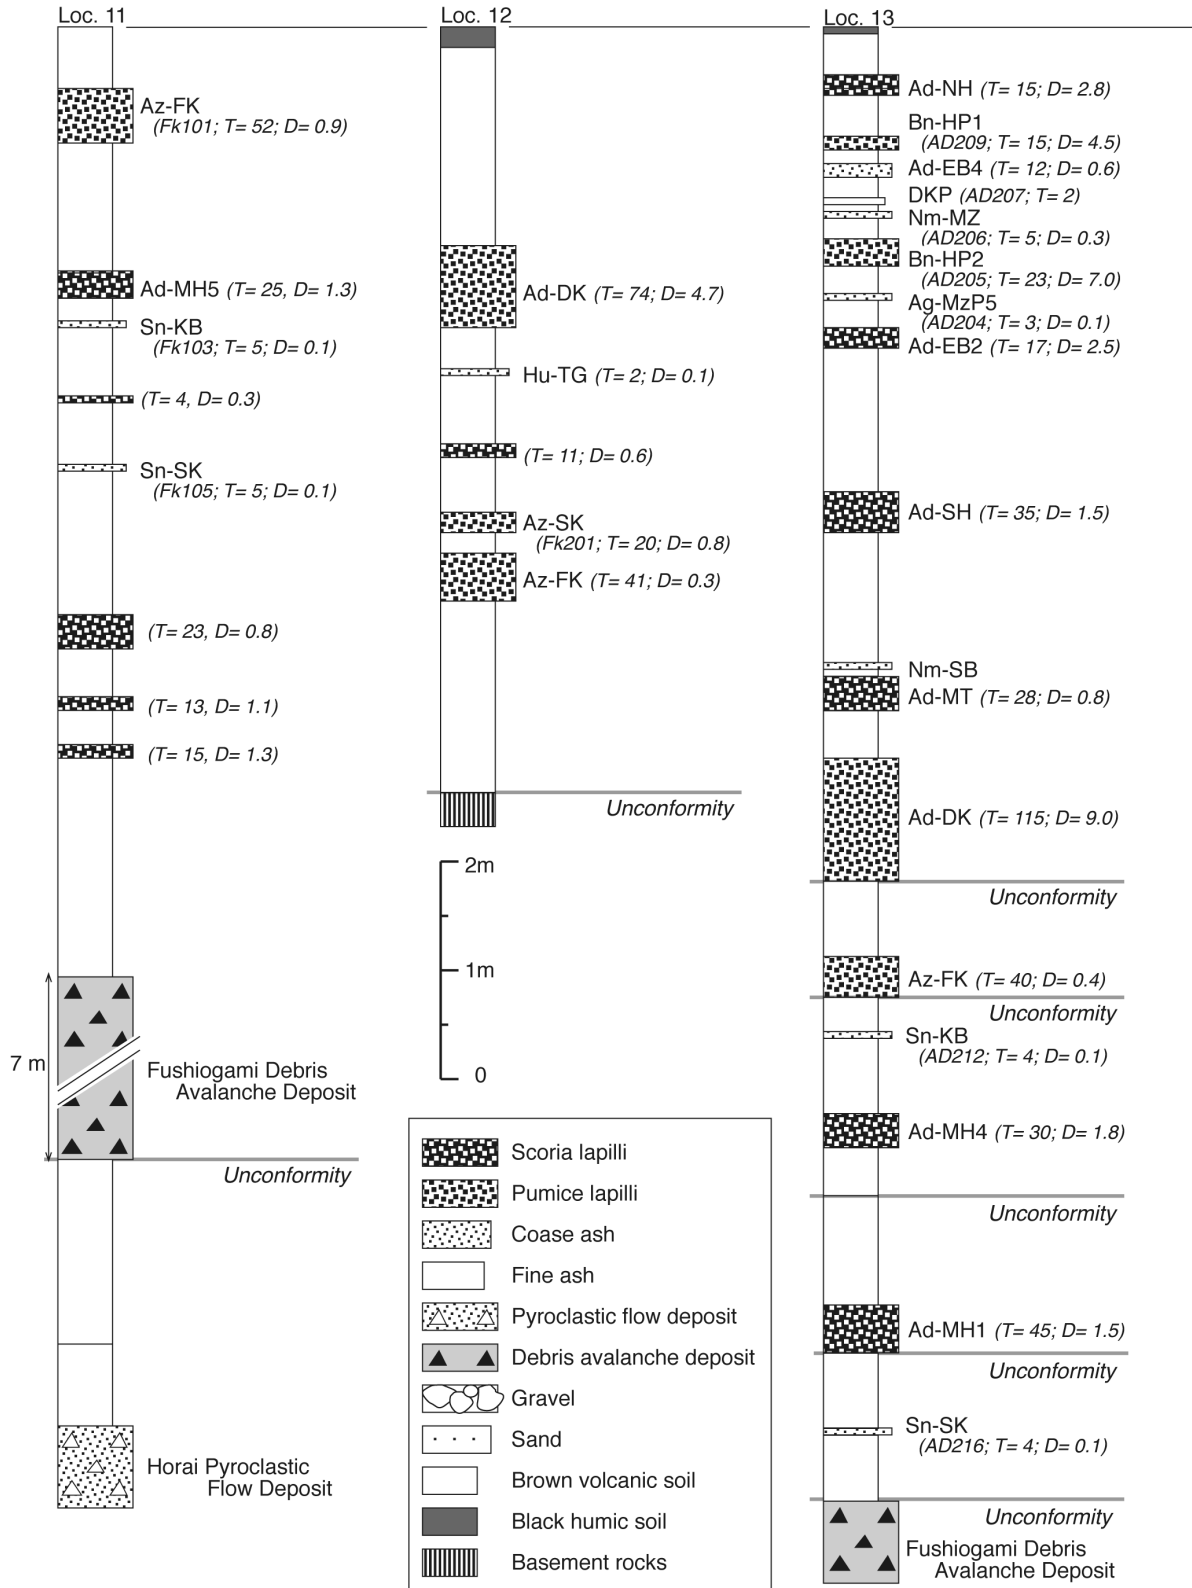 Loc. 11
Az-FK
(Fk101; T= 52; D= 0.9)
Ad-MH5 (T= 25, D= 1.3)
Sn-KB
(Fk103; T= 5; D= 0.1)
(T= 4, D= 0.3)
Sn-SK
(Fk105; T= 5; D= 0.1)
(T= 23, D= 0.8)
(T= 13, D= 1.1)
(T= 15, D= 1.3)
7 m
Fushiogami Debris
Avalanche Deposit
Unconformity
Horai Pyroclastic
Flow Deposit
Loc. 12
Ad-DK (T= 74; D= 4.7)
Hu-TG (T= 2; D= 0.1)
(T= 11; D= 0.6)
Az-SK
(Fk201; T= 20; D= 0.8)
Az-FK (T= 41; D= 0.3)
Unconformity
2m
1m
0
Scoria lapilli
Pumice lapilli
Coase ash
Fine ash
Pyroclastic flow deposit
Debris avalanche deposit
Gravel
Sand
Brown volcanic soil
Black humic soil
Basement rocks
Loc. 13
Ad-NH (T= 15; D= 2.8)
Bn-HP1
(AD209; T= 15; D= 4.5)
Ad-EB4 (T= 12; D= 0.6)
DKP (AD207; T= 2)
Nm-MZ
(AD206; T= 5; D= 0.3)
Bn-HP2
(AD205; T= 23; D= 7.0)
Ag-MzP5
(AD204; T= 3; D= 0.1)
Ad-EB2 (T= 17; D= 2.5)
Ad-SH (T= 35; D= 1.5)
Nm-SB
Ad-MT (T= 28; D= 0.8)
Ad-DK (T= 115; D= 9.0)
Unconformity
Az-FK (T= 40; D= 0.4)
Unconformity
Sn-KB
(AD212; T= 4; D= 0.1)
Ad-MH4 (T= 30; D= 1.8)
Unconformity
Ad-MH1 (T= 45; D= 1.5)
Unconformity
Sn-SK
(AD216; T= 4; D= 0.1)
Unconformity
Fushiogami Debris
Avalanche Deposit